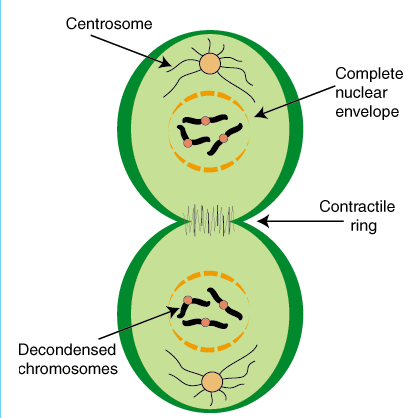 Centrosome
Complete
nuclear
envelope
Contractile
ring
Decondensed
chromosomes